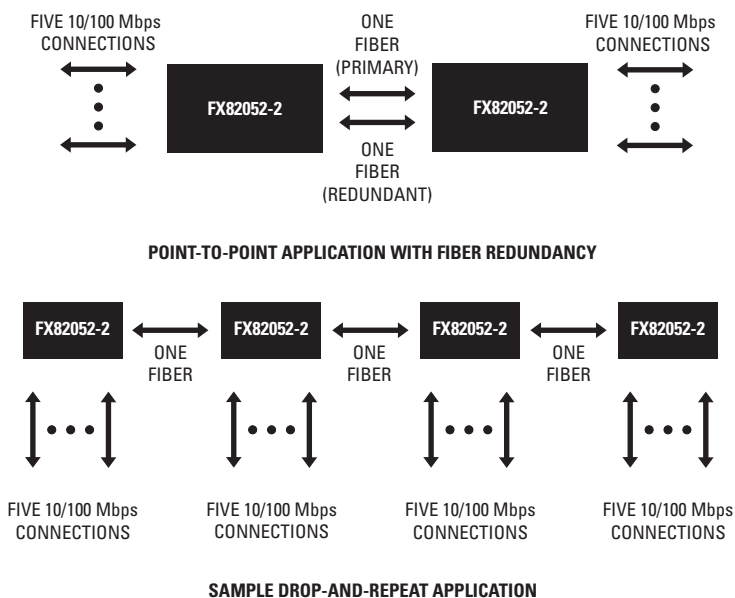 FIVE 10/100 Mbps
CONNECTIONS
ONE
FIBER
(PRIMARY)
FIVE 10/100 Mbps
CONNECTIONS
FX82052-2
FX82052-2
ONE
FIBER
(REDUNDANT)
POINT-TO-POINT APPLICATION WITH FIBER REDUNDANCY
FX82052-2
FX82052-2
FX82052-2
FX82052-2
ONE
FIBER
ONE
FIBER
ONE
FIBER
FIVE 10/100 Mbps
CONNECTIONS
FIVE 10/100 Mbps
CONNECTIONS
FIVE 10/100 Mbps
CONNECTIONS
FIVE 10/100 Mbps
CONNECTIONS
SAMPLE DROP-AND-REPEAT APPLICATION